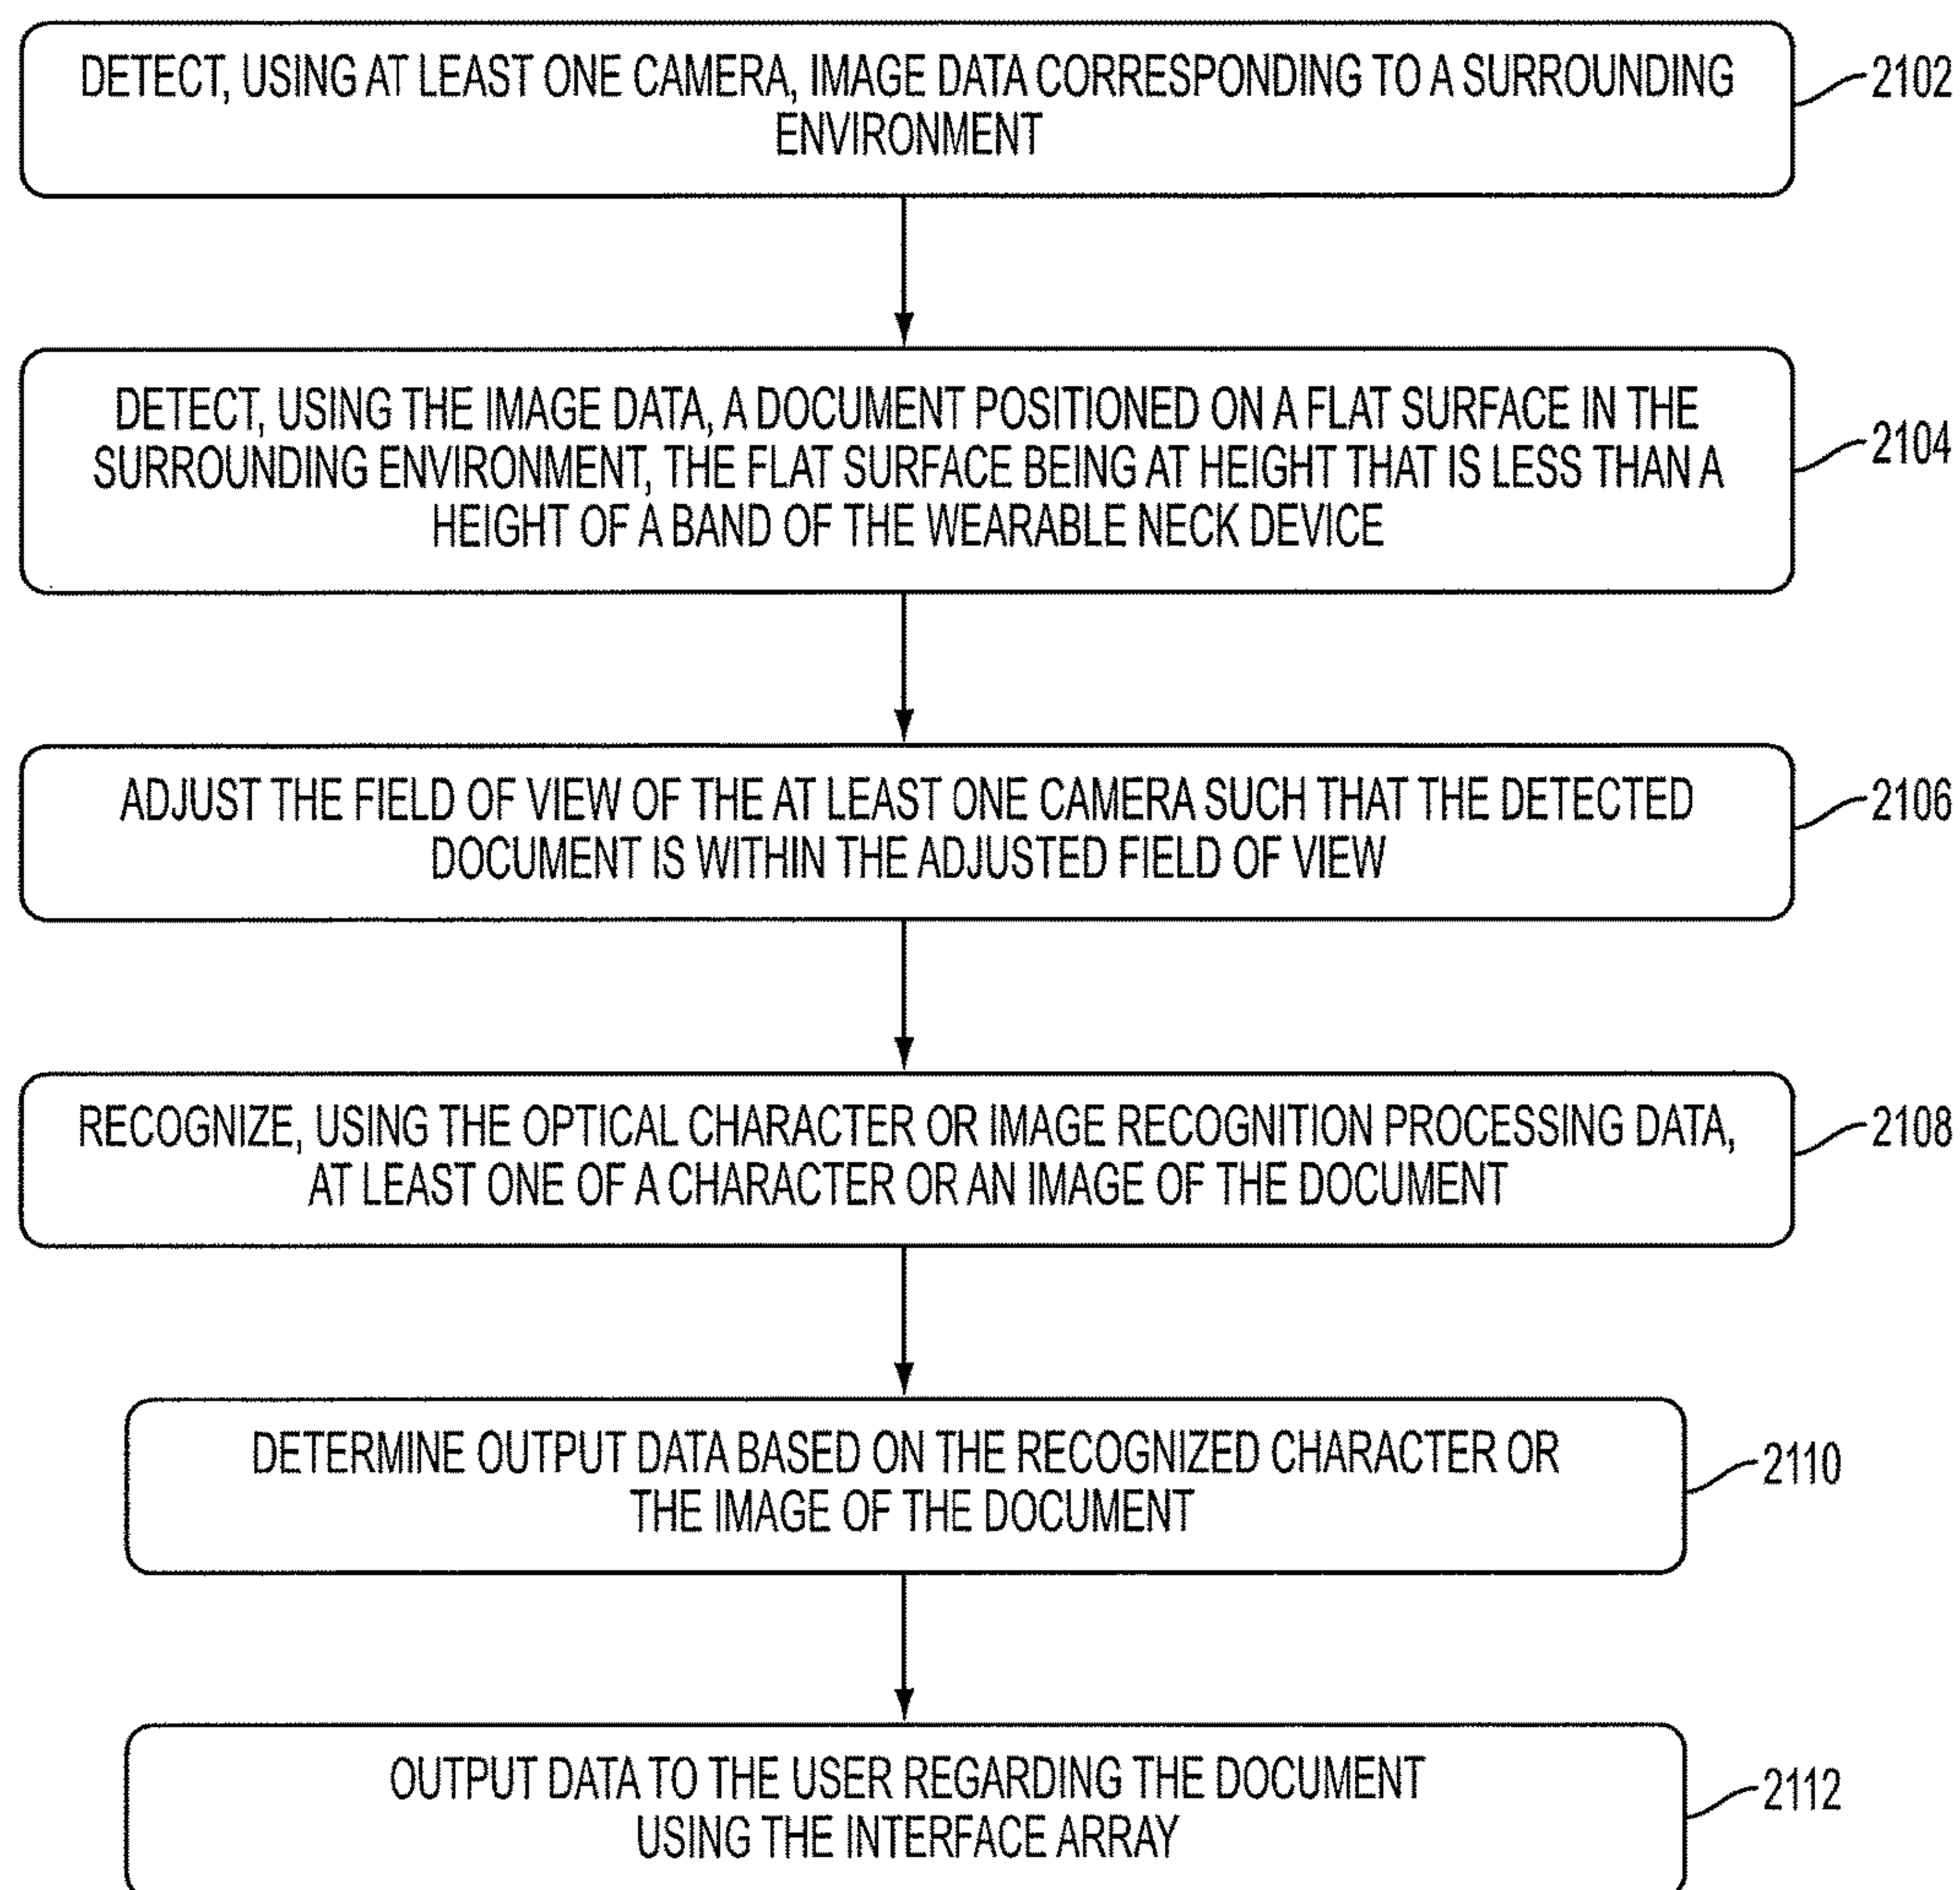 DETECT, USING AT LEAST ONE CAMERA, IMAGE DATA CORRESPONDING TO A SURROUNDING
ENVIRONMENT
2102
DETECT, USING THE IMAGE DATA, A DOCUMENT POSITIONED ON A FLAT SURFACE IN THE
SURROUNDING ENVIRONMENT, THE FLAT SURFACE BEING AT HEIGHT THAT IS LESS THAN A
HEIGHT OF A BAND OF THE WEARABLE NECK DEVICE
2104
ADJUST THE FIELD OF VIEW OF THE AT LEAST ONE CAMERA SUCH THAT THE DETECTED
DOCUMENT IS WITHIN THE ADJUSTED FIELD OF VIEW
2106
RECOGNIZE, USING THE OPTICAL CHARACTER OR IMAGE RECOGNITION PROCESSING DATA,
AT LEAST ONE OF A CHARACTER OR AN IMAGE OF THE DOCUMENT
2108
DETERMINE OUTPUT DATA BASED ON THE RECOGNIZED CHARACTER OR
THE IMAGE OF THE DOCUMENT
2110
OUTPUT DATA TO THE USER REGARDING THE DOCUMENT
USING THE INTERFACE ARRAY
2112